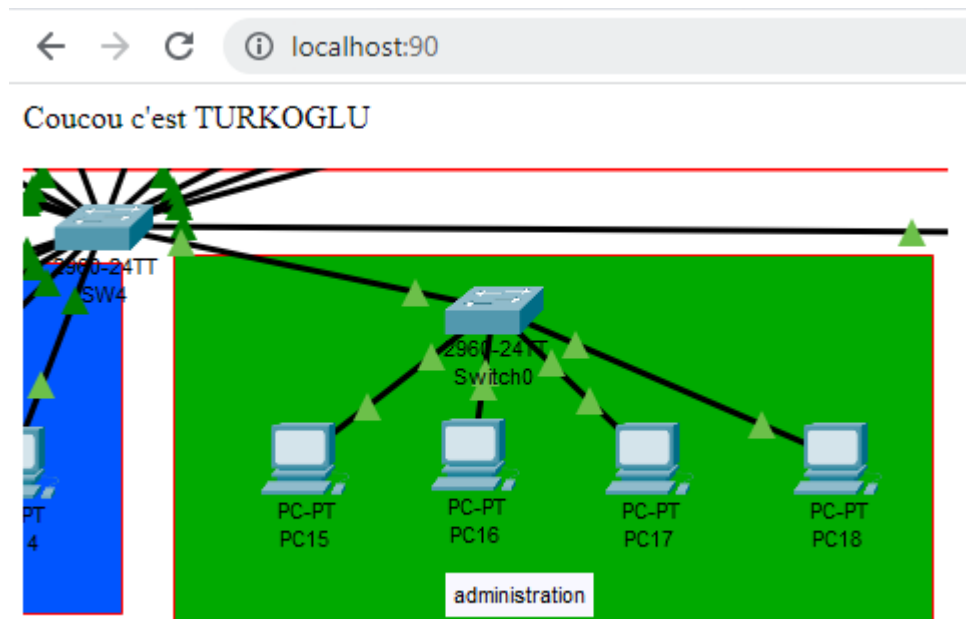 localhost:90
Coucou c'est TURKOGLU
2960-24TT
SW4
2960-24TT
Switch0
PC-PT
PC15
PC-PT
PC16
PC-PT
PC17
PC-PT
PC18
PT
4
administration